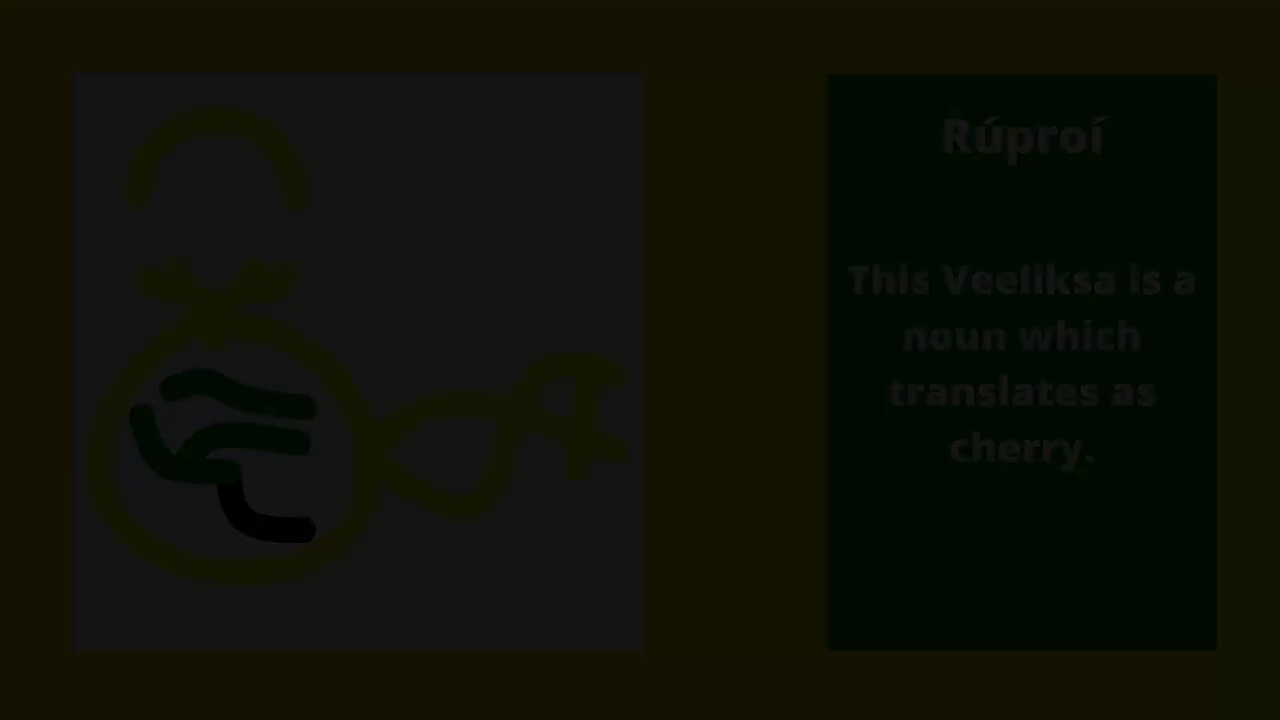 Rúproí
This Veeliksa is a
noun which
translates as
cherry.